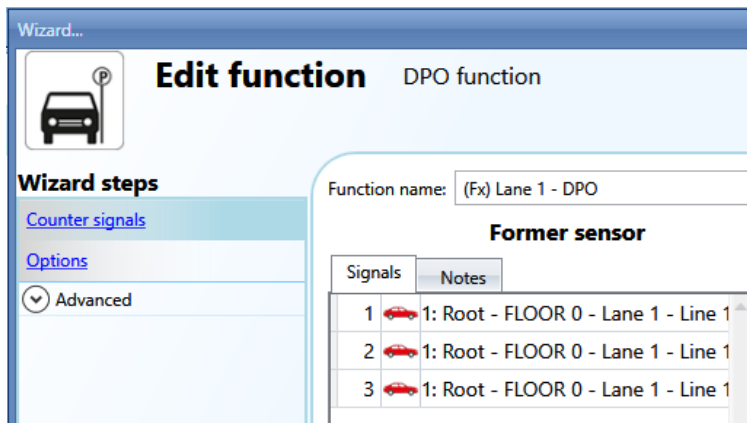 Wizard...
P
Edit function DPO function
Wizard steps
Counter signals
Options
Advanced
Function name: (Fx) Lane 1 - DPO
Former sensor
Signals Notes
1 1: Root - FLOOR 0 - Lane 1 - Line 1
2 1: Root - FLOOR 0 - Lane 1 - Line 1
3 1: Root - FLOOR 0 - Lane 1 - Line 1